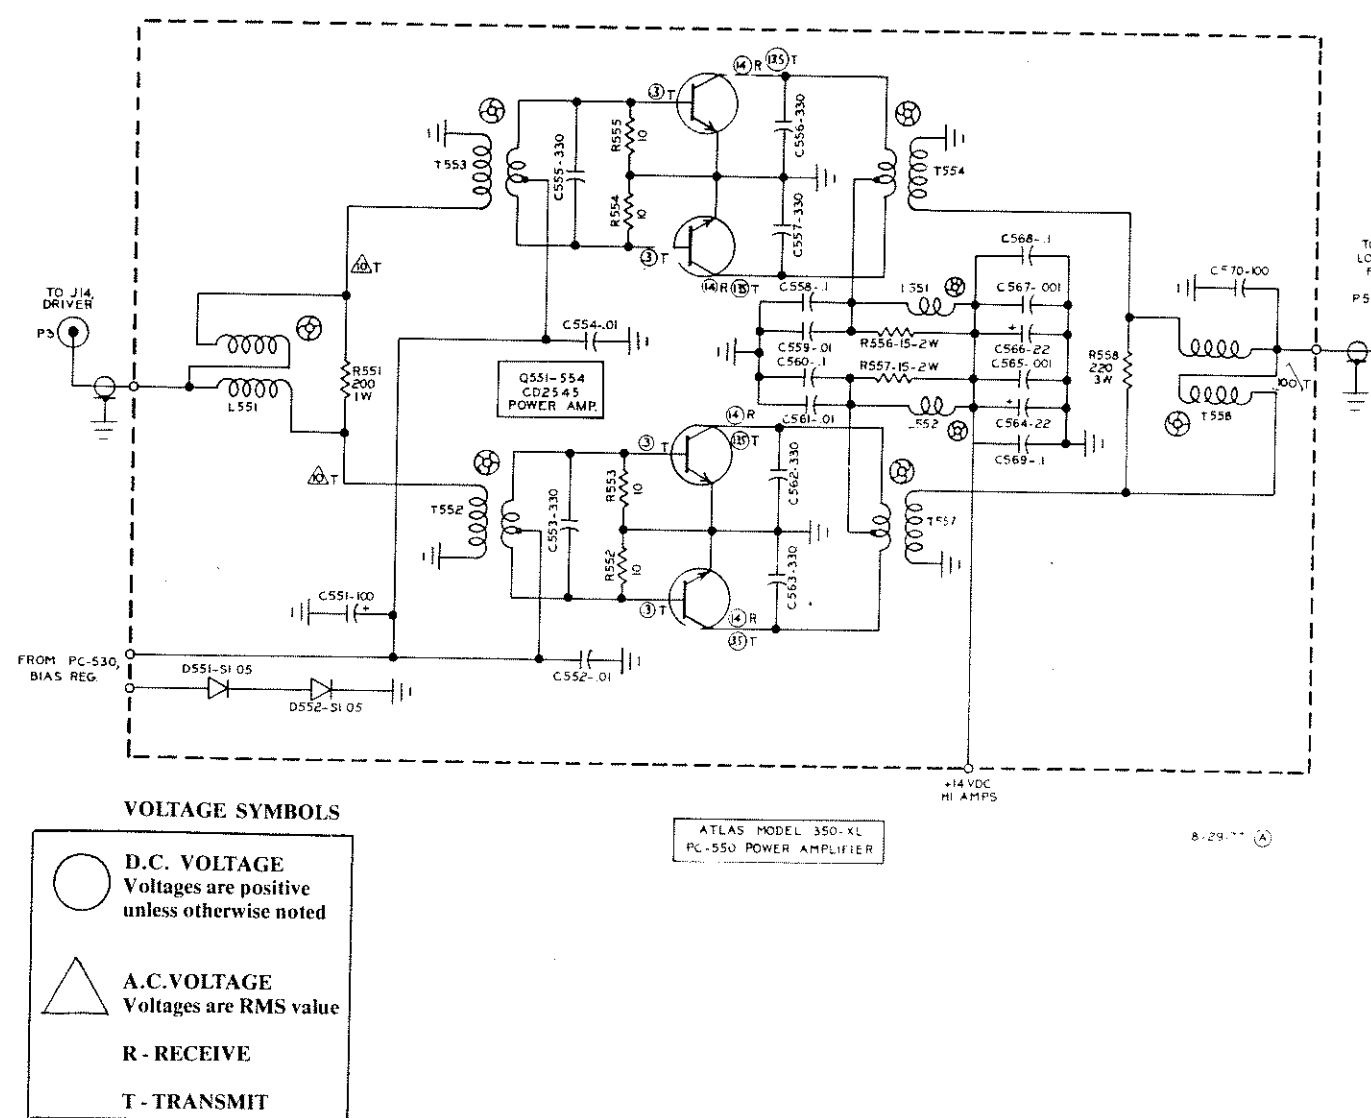 14 R 13.5 T
.3 T
R555
10
C556-330
T553
C555-330
T554
R554
10
C557-330
.3 T
10 T
14 R 13.5 T
C568-.1
C570-100
TO J14,
DRIVER
P3
C558-.1
L551
C567-.001
P5
C554-.01
C559-.01
R556-15-2W
C566-22
R551
200
1W
C560-.1
R557-15-2W
C565-.001
R558
220
3W
100 T
Q551-554
CD2545
POWER AMP.
L551
C561-.01
L552
C564-22
T558
14 R
.3 T
13.5 T
C569-.1
10 T
R553
10
C562-330
T552
C553-330
T557
R552
10
C563-330
C551-100
.3 T
14 R
13.5 T
FROM PC-530,
BIAS REG.
D551-SI 05
C552-.01
D552-SI 05
+14 VDC
HI AMPS
VOLTAGE SYMBOLS
ATLAS MODEL 350-XL
PC-550 POWER AMPLIFIER
8-29- A
D.C. VOLTAGE
Voltages are positive
unless otherwise noted
A.C.VOLTAGE
Voltages are RMS value
R - RECEIVE
T - TRANSMIT